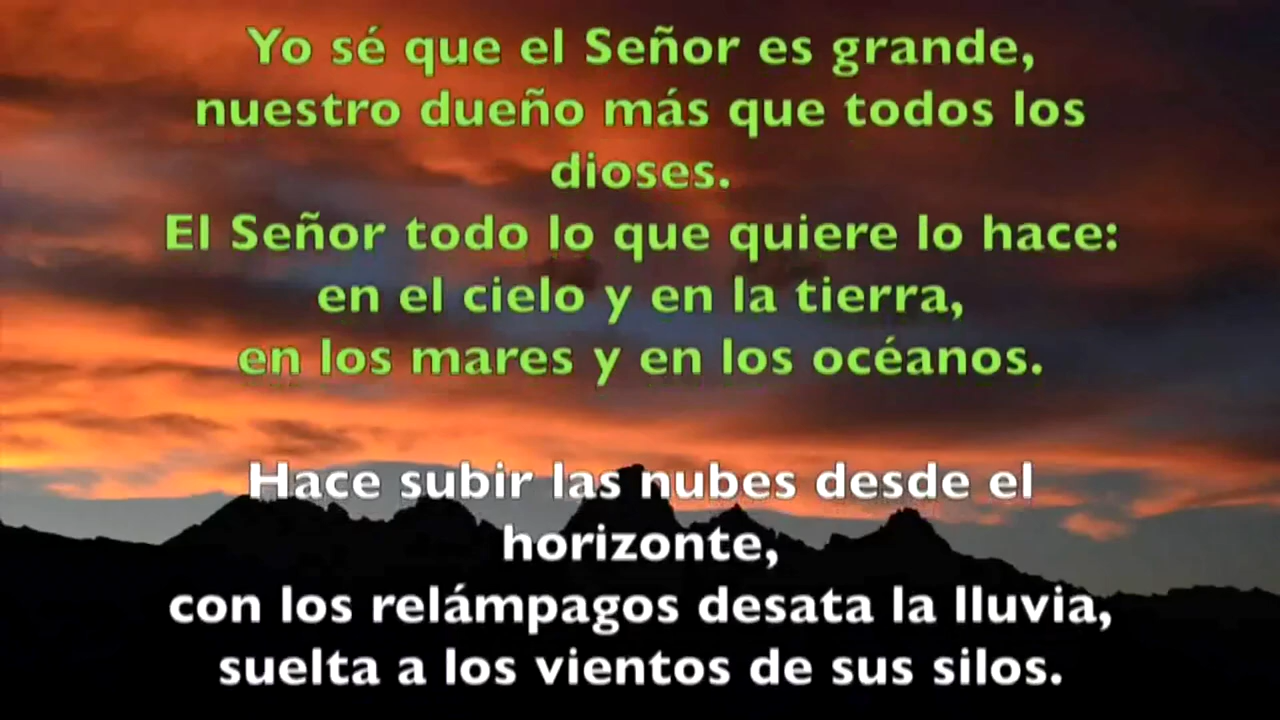 Yo sé que el Señor es grande,
nuestro dueño más que todos los
dioses.
El Señor todo lo que quiere lo hace:
en el cielo y en la tierra,
en los mares y en los océanos.
Hace subir las nubes desde el
horizonte,
con los relámpagos desata la lluvia,
suelta a los vientos de sus silos.